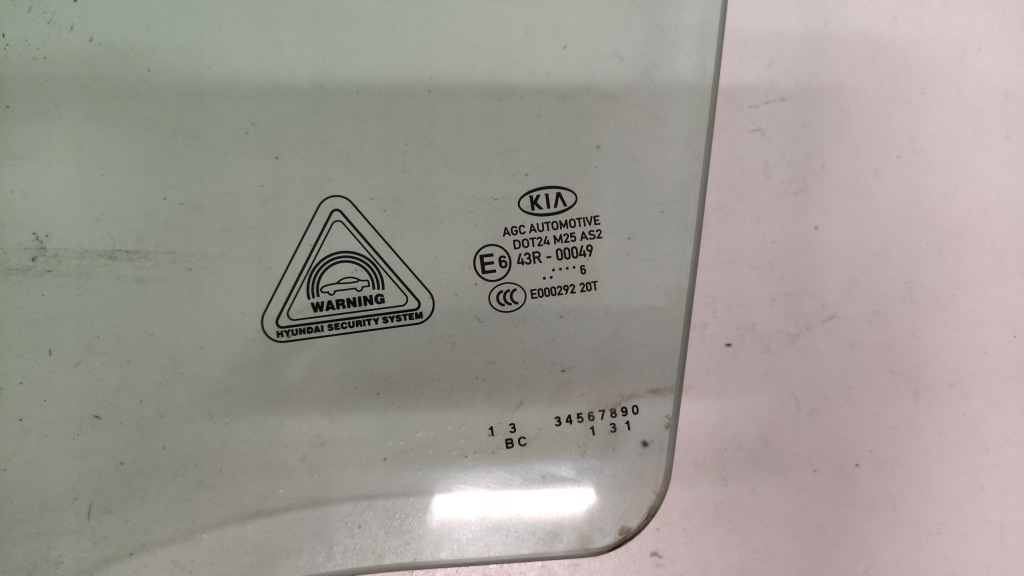 WARNING
HYUNDAI SECURITY SYSTEM
KIA
AGC AUTOMOTIVE
DOT24 M25 AS2
E6 43R - 00049
.. .... 6
CCC E000292 20T
1 3 34567890
BC 1 3 1